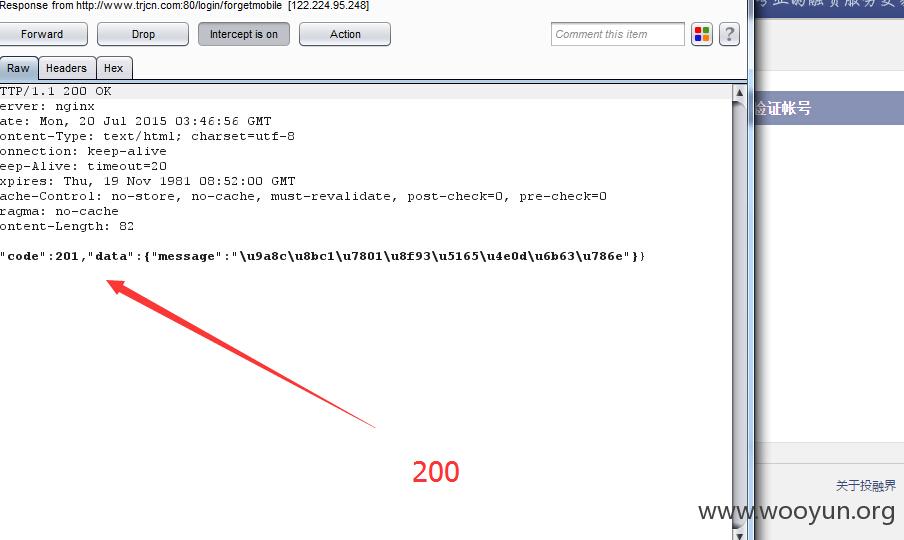 Response from http://www.trjcn.com:80/login/forgetmobile [122.224.95.248]
Forward
Drop
Intercept is on
Action
Comment this item
?
Raw
Headers
Hex
TTP/1.1 200 OK
erver: nginx
ate: Mon, 20 Jul 2015 03:46:56 GMT
ontent-Type: text/html; charset=utf-8
onnection: keep-alive
eep-Alive: timeout=20
xpires: Thu, 19 Nov 1981 08:52:00 GMT
ache-Control: no-store, no-cache, must-revalidate, post-check=0, pre-check=0
ragma: no-cache
ontent-Length: 82
"code":201,"data":{"message":"\u9a8c\u8bc1\u7801\u8f93\u5165\u4e0d\u6b63\u786e"}}
200
验证帐号
关于投融界
www.wooyun.org